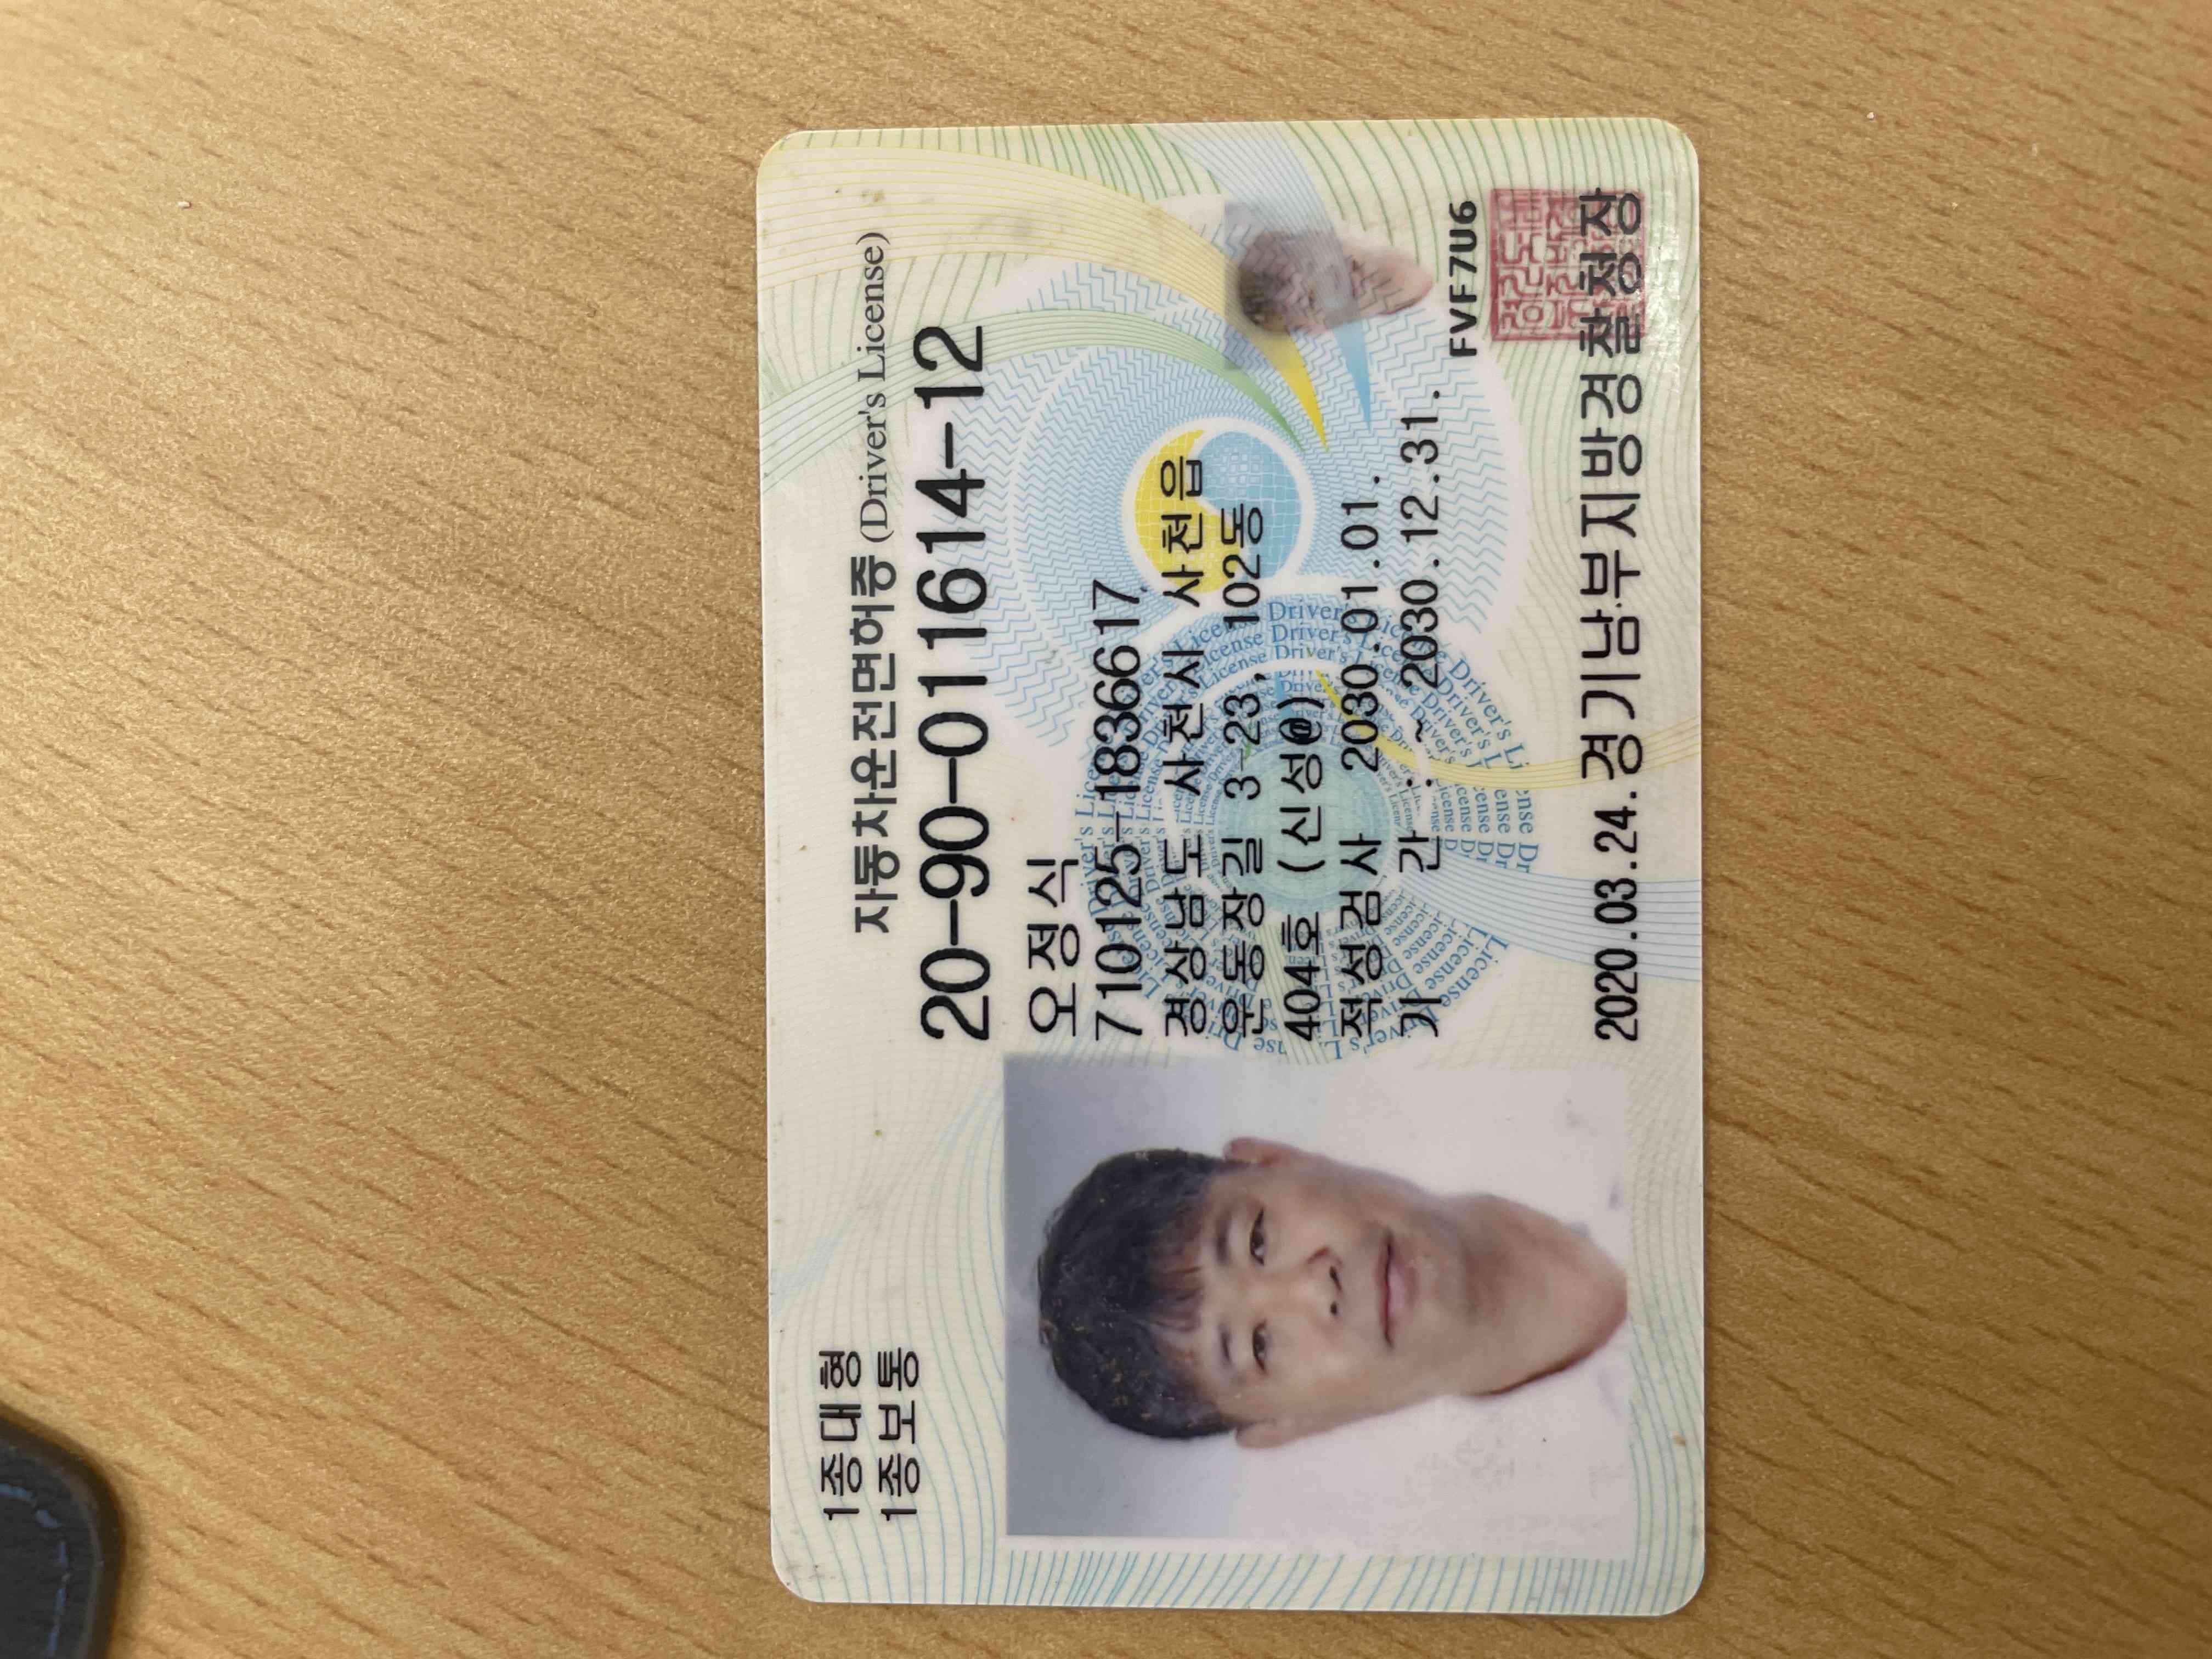 1종대형
1종보통
자동차운전면허증 (Driver's License)
20-90-011614-12
오정식
710125-1836617
경상남도 사천시 사천읍
운동장길 3-23, 102동
404호 (신성@)
적성검사 2030.01.01.
기 간 : ~ 2030.12.31.
FVF7U6
2020.03.24. 경기남부지방경찰청장